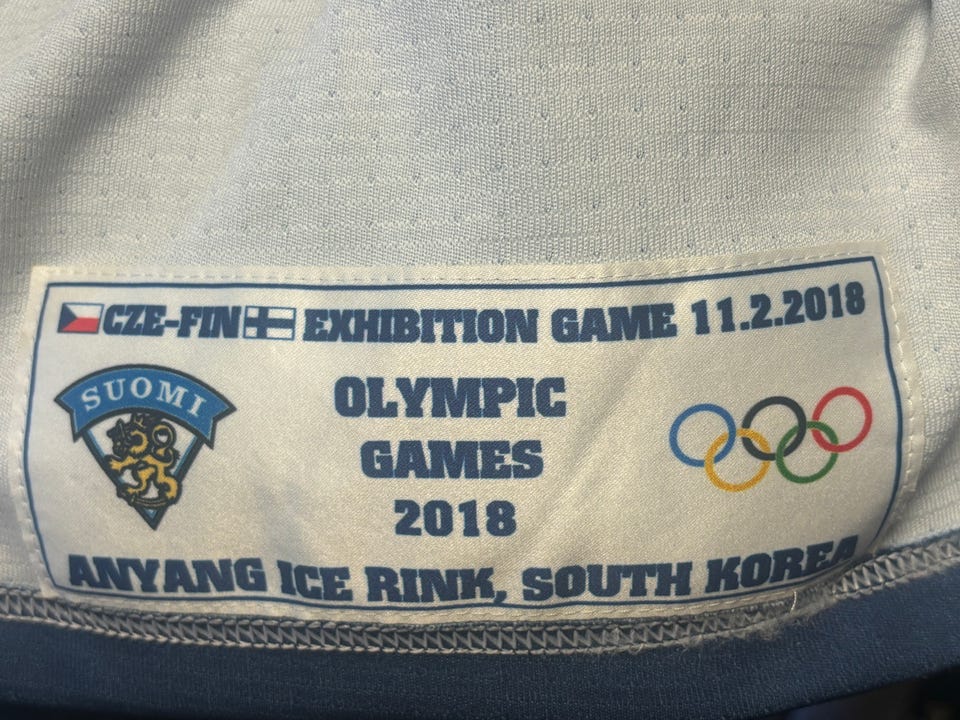 CZE-FIN EXHIBITION GAME 11.2.2018
SUOMI
OLYMPIC
GAMES
2018
ANYANG ICE RINK, SOUTH KOREA